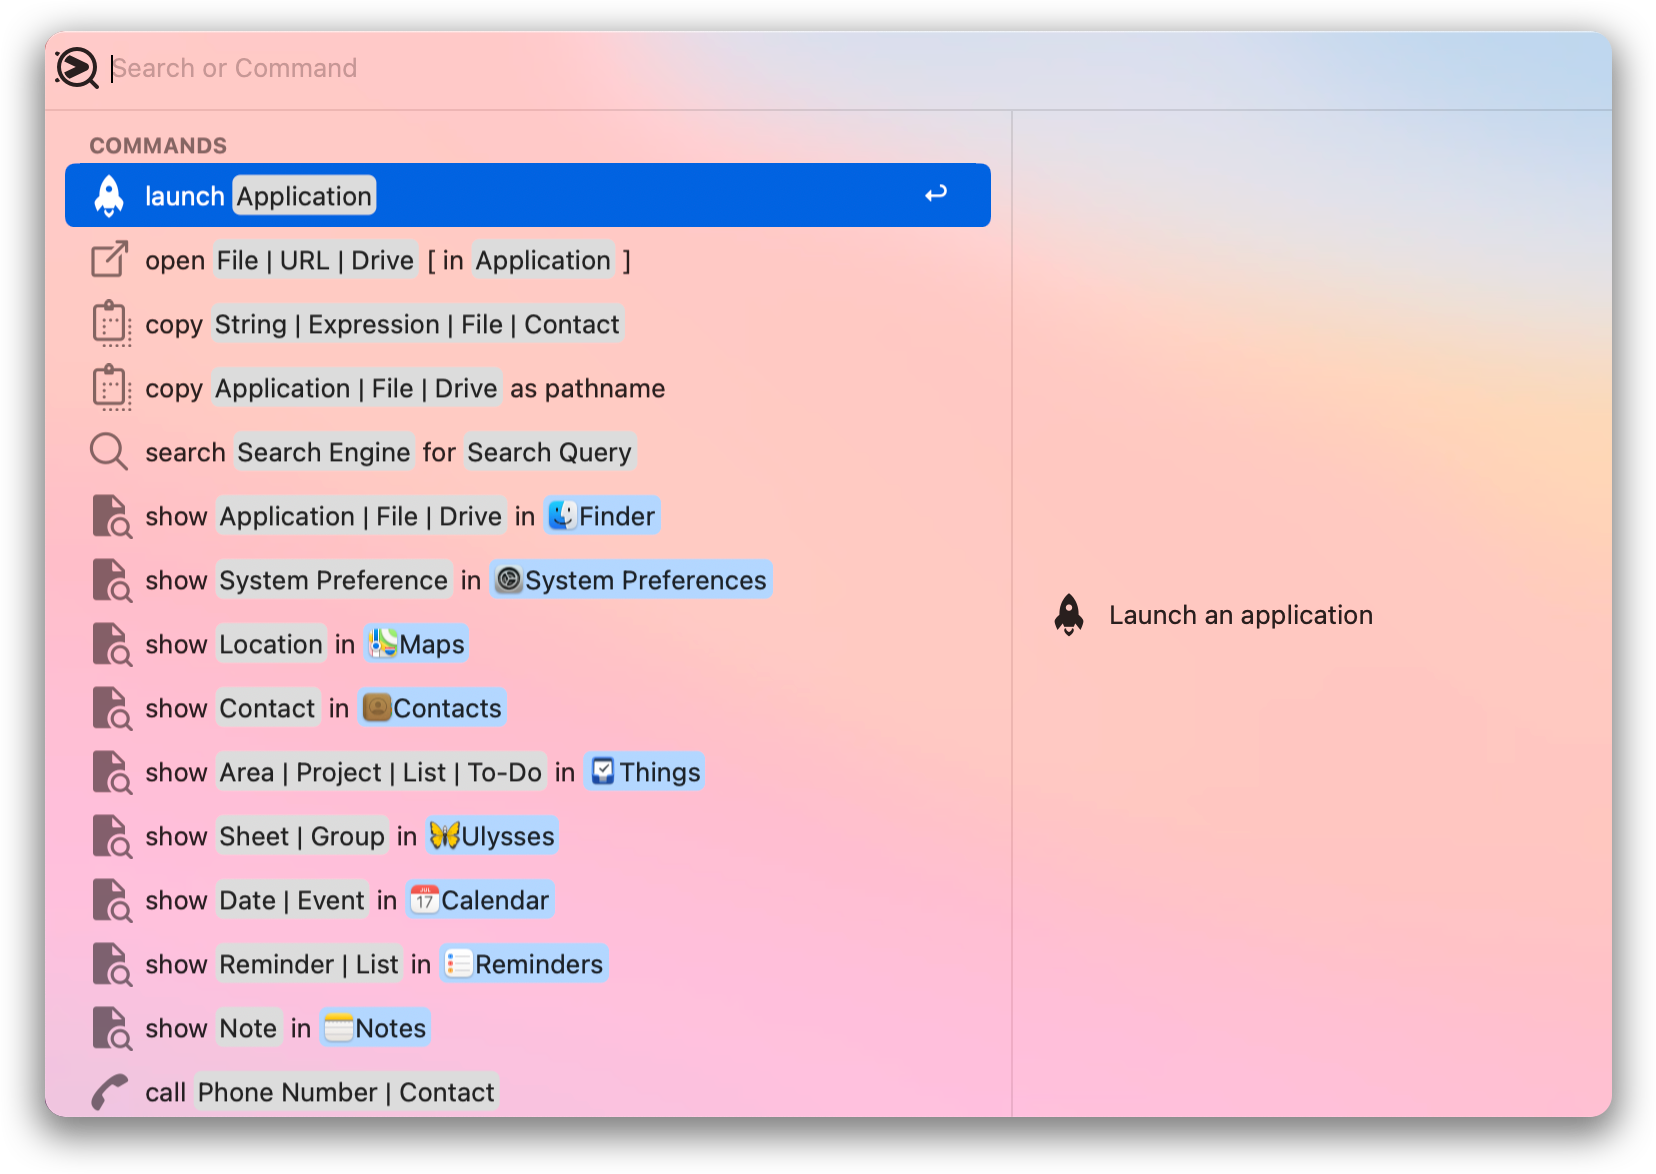 Search or Command
COMMANDS
launch Application
open File | URL | Drive [ in Application ]
copy String | Expression | File | Contact
copy Application | File | Drive as pathname
search Search Engine for Search Query
show Application | File | Drive in Finder
show System Preference in System Preferences
show Location in Maps
show Contact in Contacts
show Area | Project | List | To-Do in Things
show Sheet | Group in Ulysses
show Date | Event in JUL 17 Calendar
show Reminder | List in Reminders
show Note in Notes
call Phone Number | Contact
Launch an application